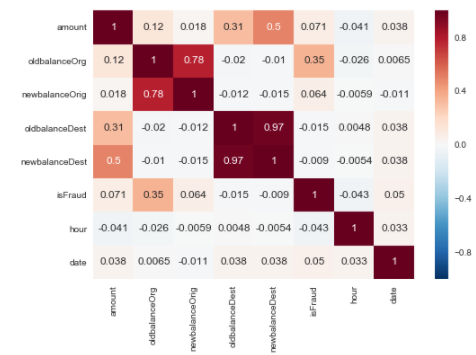 amount 1 0.12 0.018 0.31 0.5 0.071 -0.041 0.038
oldbalanceOrg 0.12 1 0.78 -0.02 -0.01 0.35 -0.026 0.0065
newbalanceOrig 0.018 0.78 1 -0.012 -0.015 0.064 -0.0059 -0.011
oldbalanceDest 0.31 -0.02 -0.012 1 0.97 -0.015 0.0048 0.038
newbalanceDest 0.5 -0.01 -0.015 0.97 1 -0.009 -0.0054 0.038
isFraud 0.071 0.35 0.064 -0.015 -0.009 1 -0.043 0.05
hour -0.041 -0.026 -0.0059 0.0048 -0.0054 -0.043 1 0.033
date 0.038 0.0065 -0.011 0.038 0.038 0.05 0.033 1
amount oldbalanceOrg newbalanceOrig oldbalanceDest newbalanceDest isFraud hour date
0.8
0.4
0.0
−0.4
−0.8